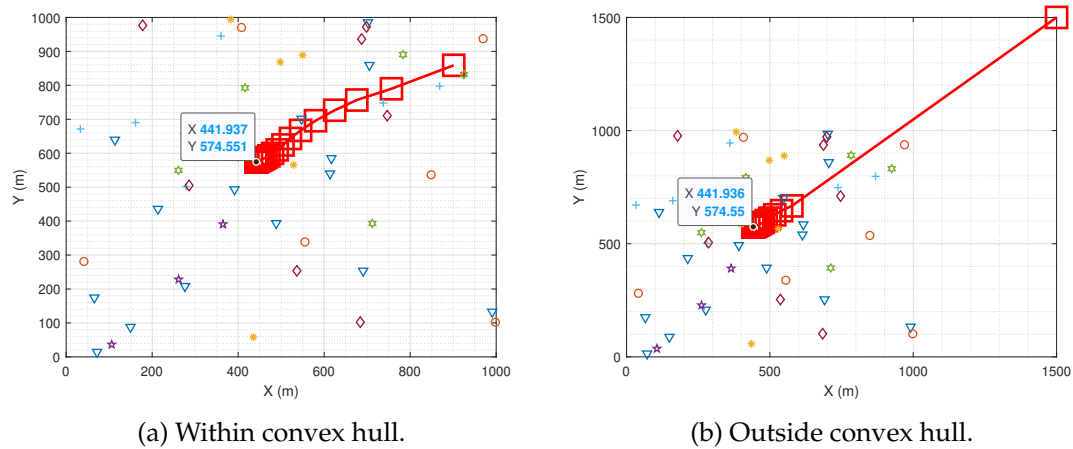 1000
900
800
700
600
500
400
300
200
100
0
Y (m)
X 441.937
Y 574.551
0 200 400 600 800 1000
X (m)
(a) Within convex hull.
1500
1000
500
0
Y (m)
X 441.936
Y 574.55
0 500 1000 1500
X (m)
(b) Outside convex hull.